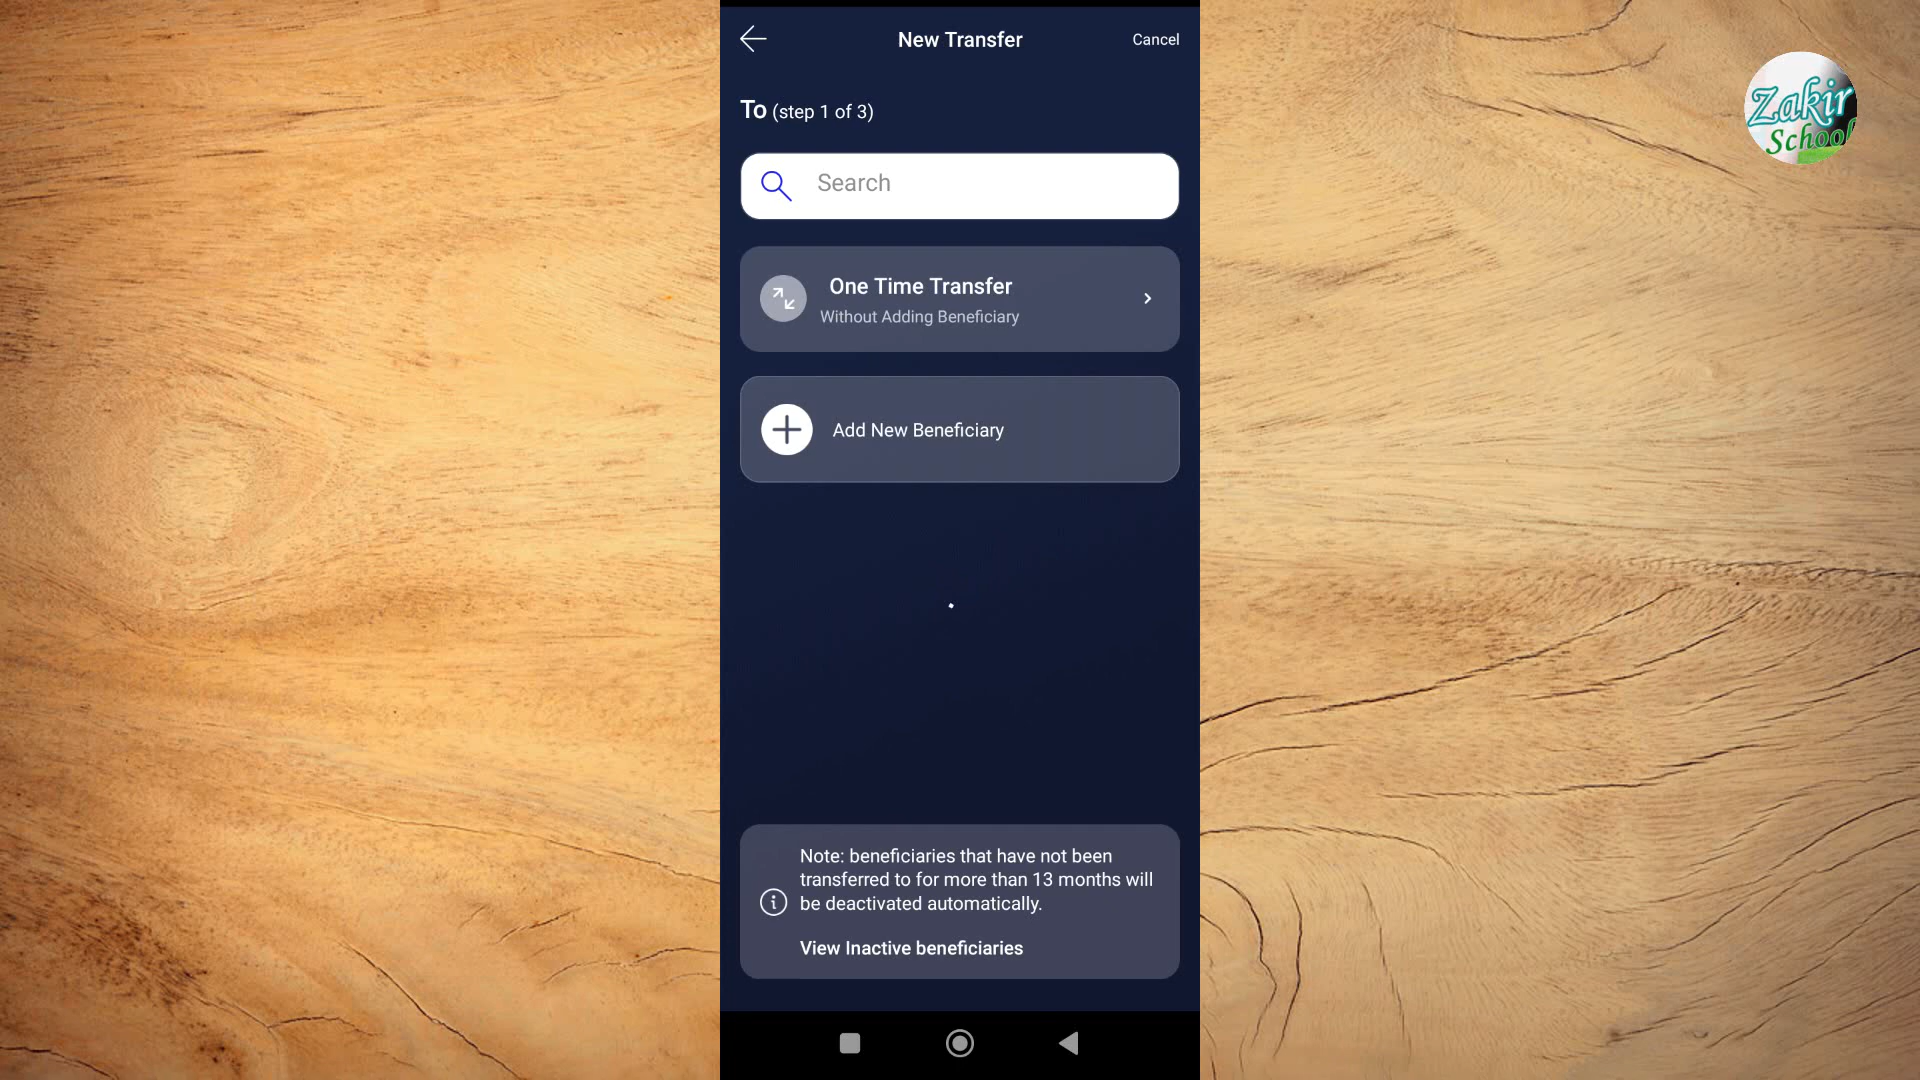 New Transfer
Cancel
To (step 1 of 3)
Search
One Time Transfer
Without Adding Beneficiary
Add New Beneficiary
Note: beneficiaries that have not been
transferred to for more than 13 months will
be deactivated automatically.
View Inactive beneficiaries
Zakir
School